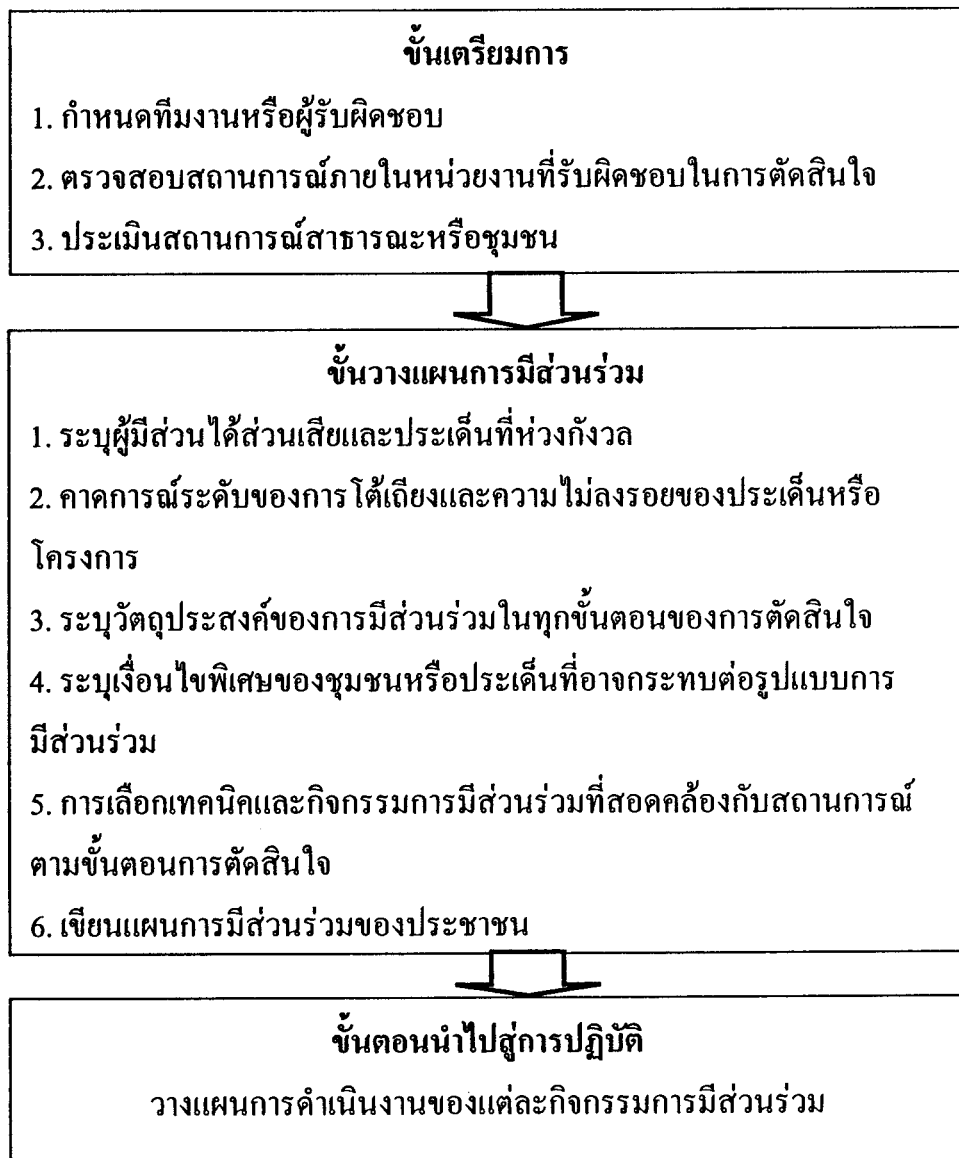 ขั้นเตรียมการ
1. กำหนดทีมงานหรือผู้รับผิดชอบ
2. ตรวจสอบสถานการณ์ภายในหน่วยงานที่รับผิดชอบในการตัดสินใจ
3. ประเมินสถานการณ์สาธารณะหรือชุมชน
ขั้นวางแผนการมีส่วนร่วม
1. ระบุผู้มีส่วนได้ส่วนเสียและประเด็นที่ห่วงกังวล
2. คาดการณ์ระดับของการโต้เถียงและความไม่ลงรอยของประเด็นหรือ
โครงการ
3. ระบุวัตถุประสงค์ของการมีส่วนร่วมในทุกขั้นตอนของการตัดสินใจ
4. ระบุเงื่อนไขพิเศษของชุมชนหรือประเด็นที่อาจกระทบต่อรูปแบบการ
มีส่วนร่วม
5. การเลือกเทคนิคและกิจกรรมการมีส่วนร่วมที่สอดคล้องกับสถานการณ์
ตามขั้นตอนการตัดสินใจ
6. เขียนแผนการมีส่วนร่วมของประชาชน
ขั้นตอนนำไปสู่การปฏิบัติ
วางแผนการดำเนินงานของแต่ละกิจกรรมการมีส่วนร่วม